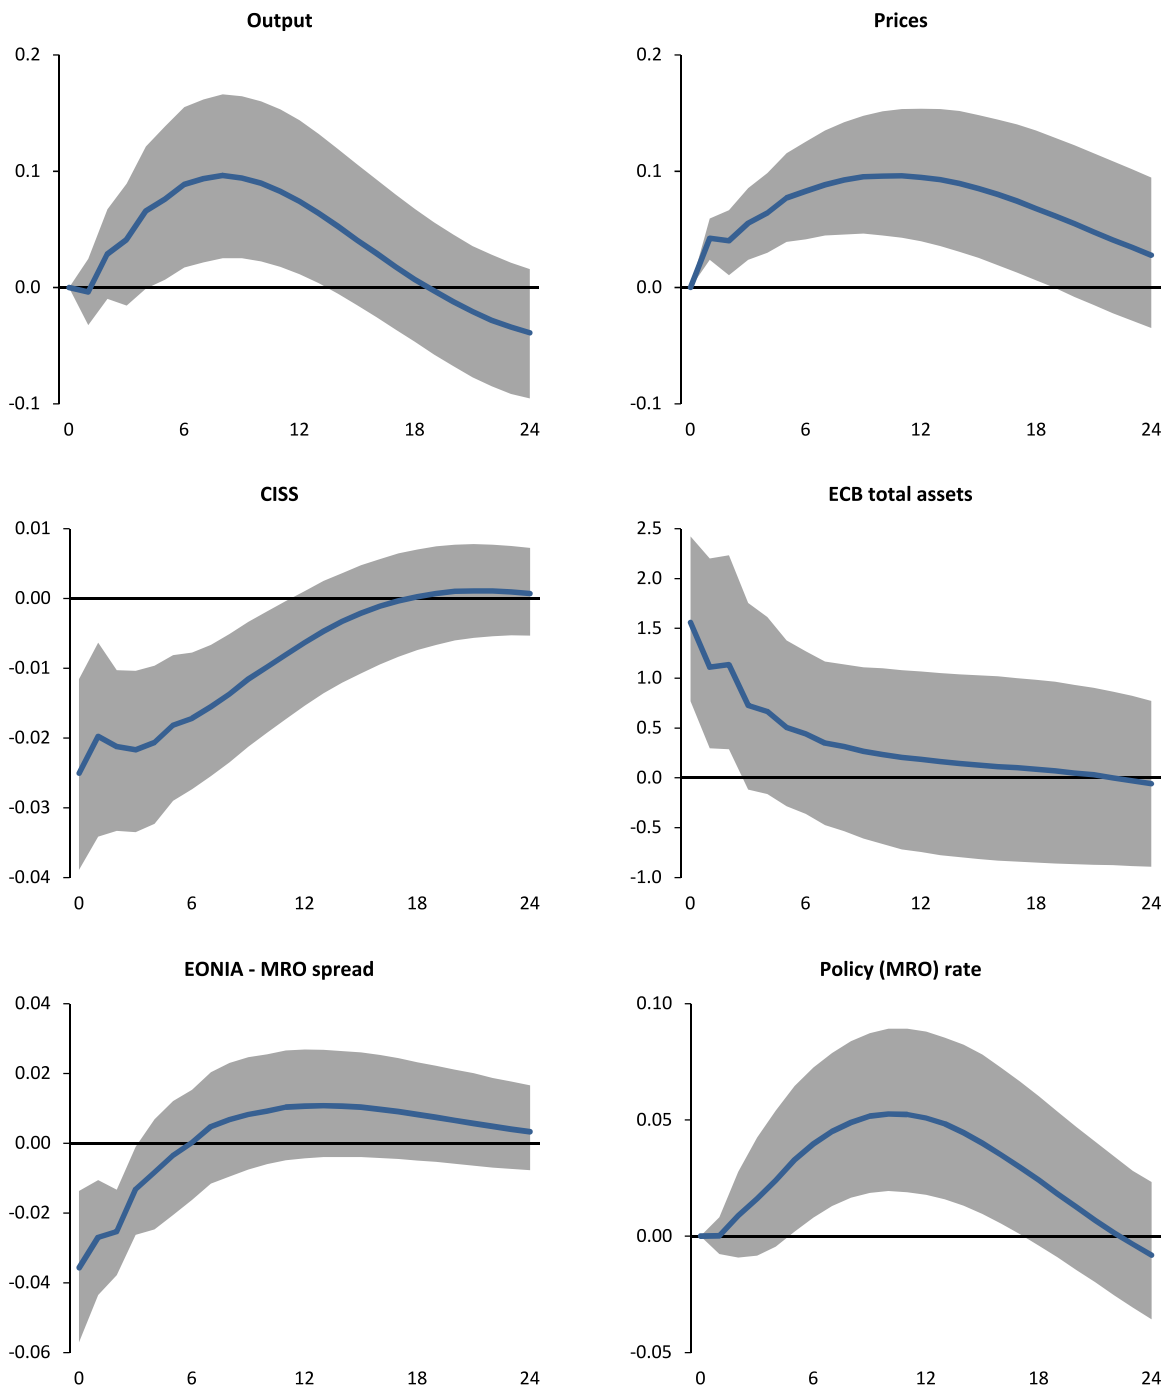 Output
0.2
0.1
0.0
-0.1
0 6 12 18 24
Prices
0.2
0.1
0.0
-0.1
0 6 12 18 24
CISS
0.01
0.00
-0.01
-0.02
-0.03
-0.04
0 6 12 18 24
ECB total assets
2.5
2.0
1.5
1.0
0.5
0.0
-0.5
-1.0
0 6 12 18 24
EONIA - MRO spread
0.04
0.02
0.00
-0.02
-0.04
-0.06
0 6 12 18 24
Policy (MRO) rate
0.10
0.05
0.00
-0.05
0 6 12 18 24